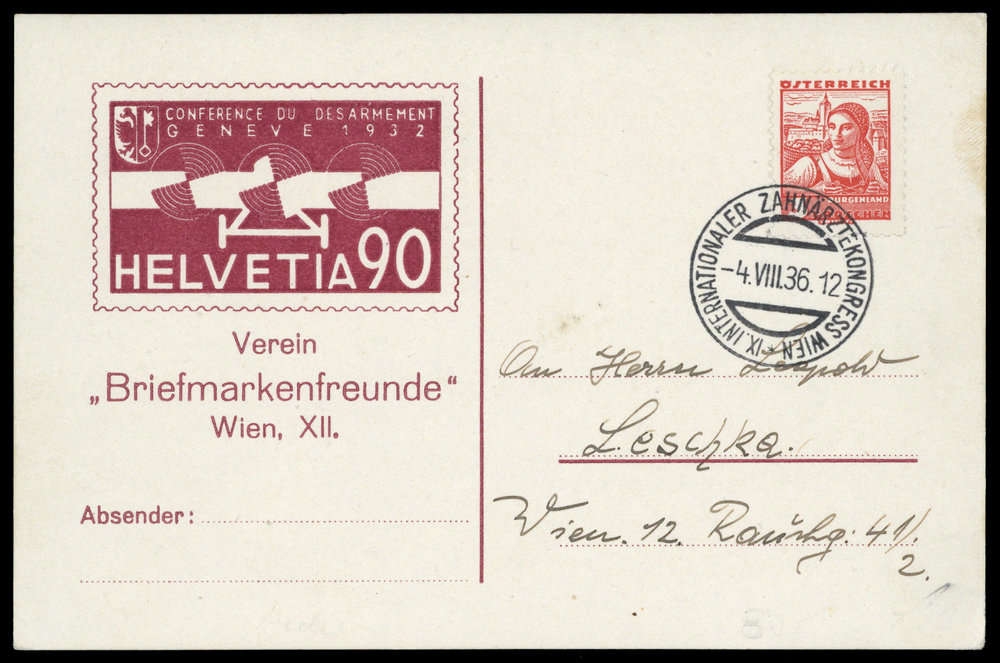 CONFERENCE DU DESARMEMENT
GENEVE 1932
HELVETIA 90
Verein
„Briefmarkenfreunde“
Wien, XII.
Absender:
ÖSTERREICH
BURGENLAND
GROSCHEN
IX. INTERNATIONALER ZAHNÄRZTEKONGRESS WIEN *
-4.VIII.36.12
An Herrn Leopold
Leschka.
Wien. 12. Rauchg. 41/.
2.